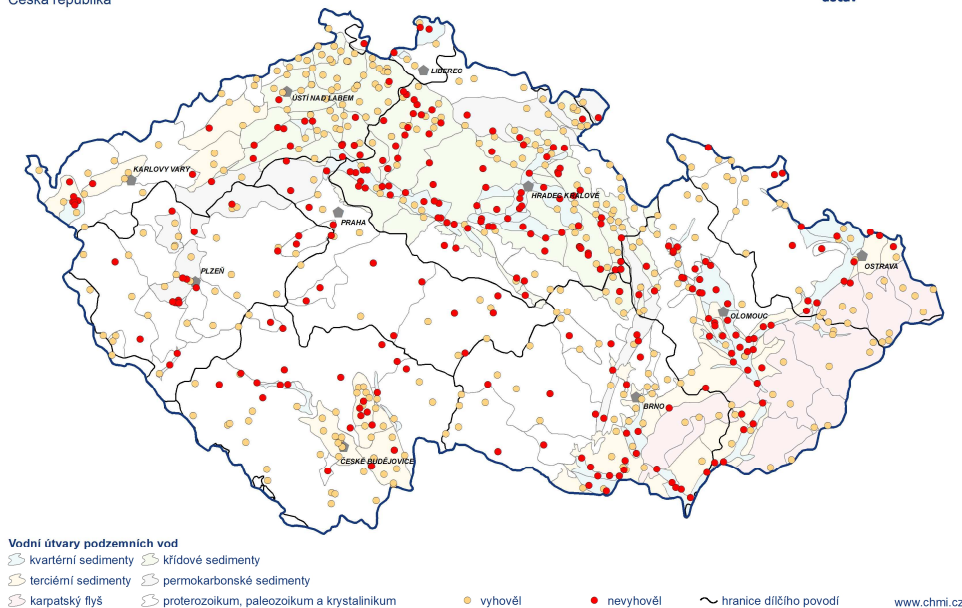 Česká republika
ústav
LIBEREC
ÚSTÍ NAD LABEM
KARLOVY VARY
HRADEC KRÁLOVÉ
PRAHA
PLZEŇ
OSTRAVA
OLOMOUC
BRNO
ČESKÉ BUDĚJOVICE
Vodní útvary podzemních vod
kvartérní sedimenty křídové sedimenty
terciérní sedimenty permokarbonské sedimenty
karpatský flyš proterozoikum, paleozoikum a krystalinikum vyhověl nevyhověl hranice dílčího povodí www.chmi.cz